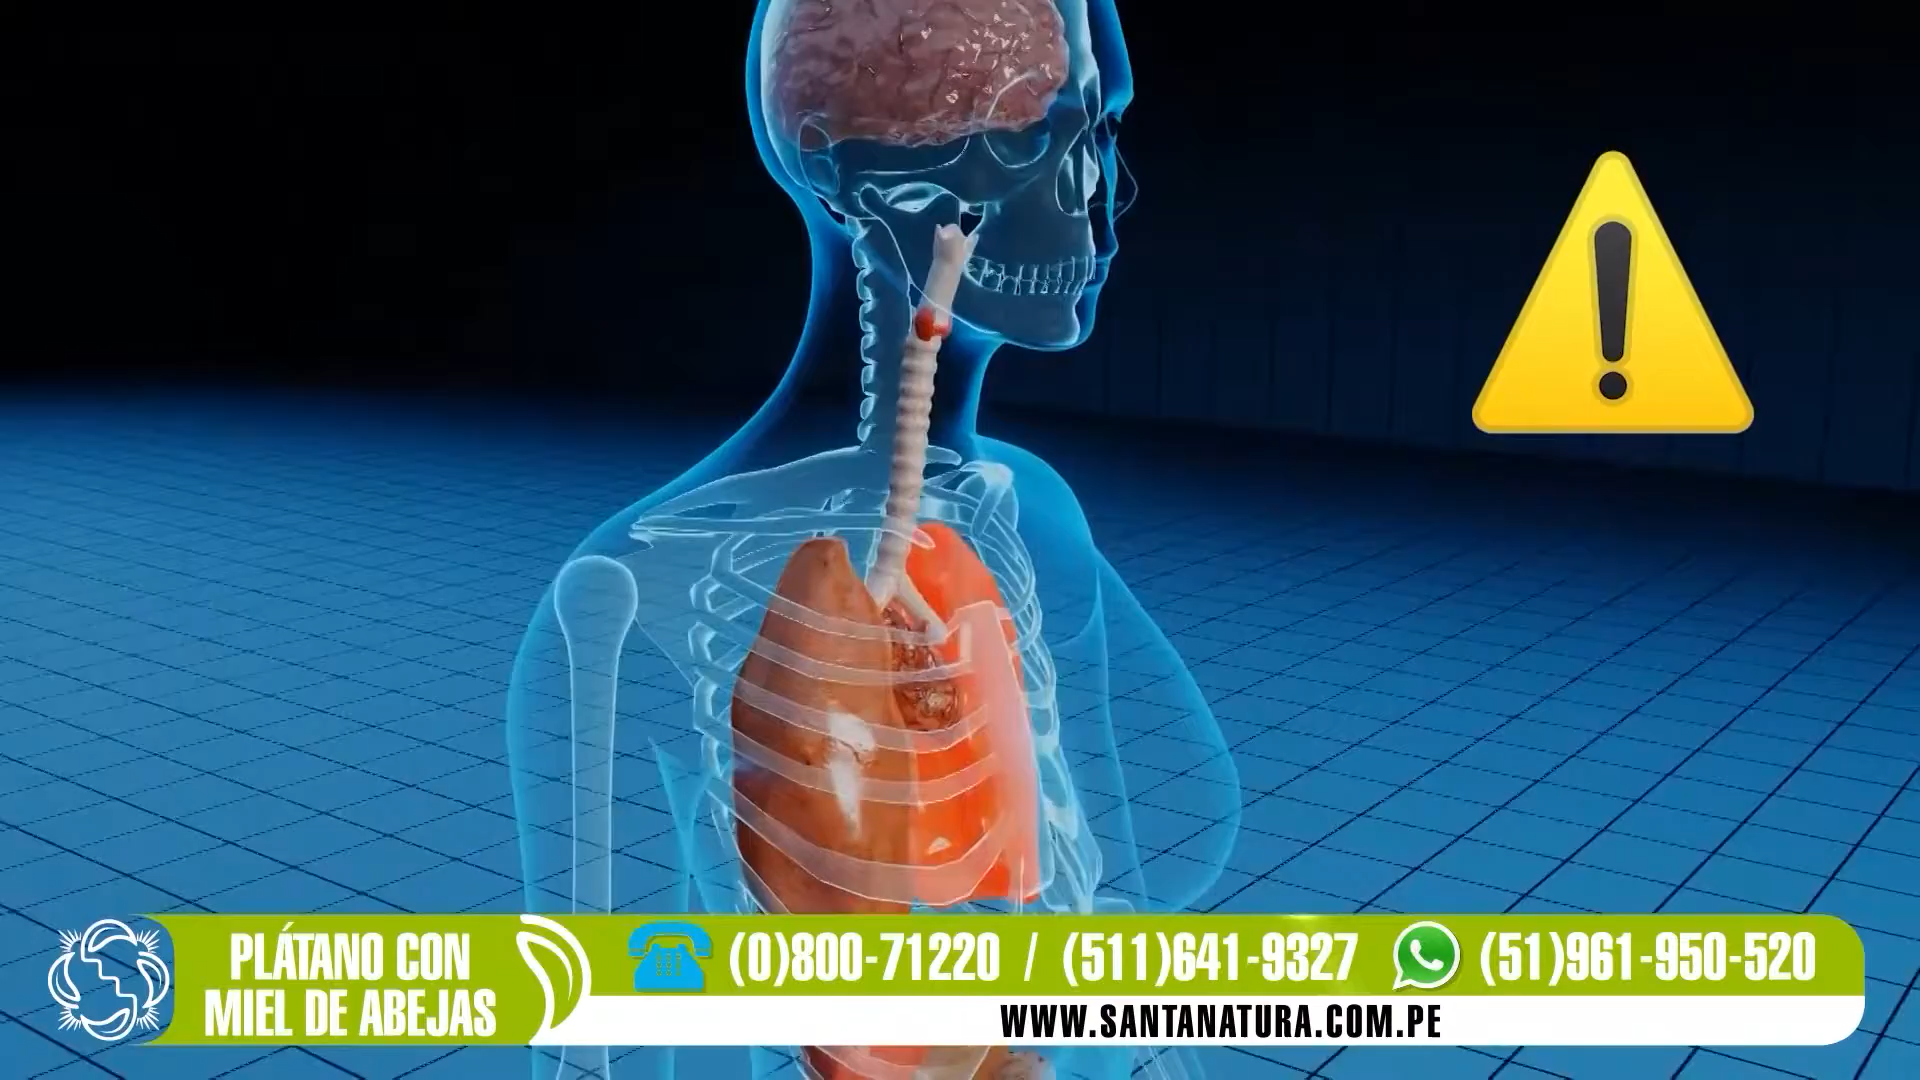 PLÁTANO CON
MIEL DE ABEJAS
(0)800-71220 / (511)641-9327
(51)961-950-520
WWW.SANTANATURA.COM.PE